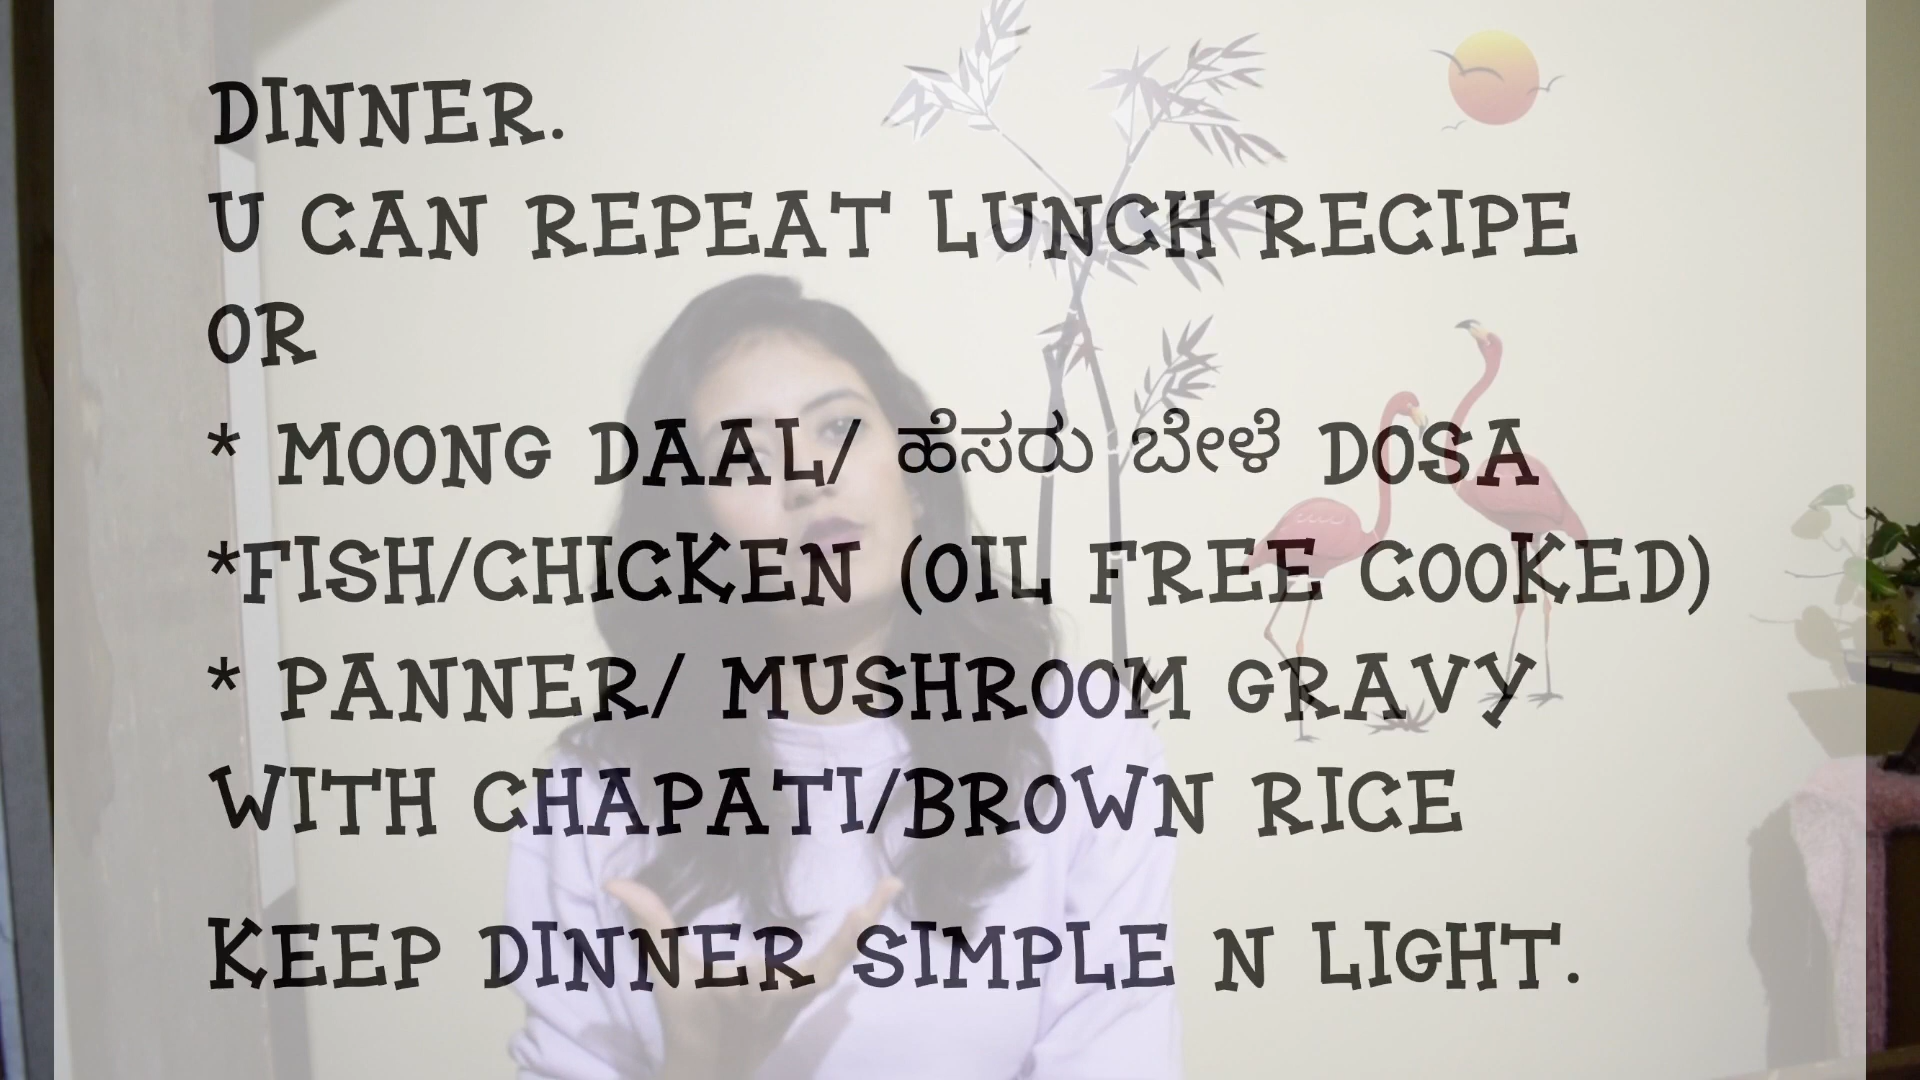 DINNER.
U CAN REPEAT LUNCH RECIPE
OR
* MOONG DAAL/ ಹೆಸರು ಬೇಳೆ DOSA
*FISH/CHICKEN (OIL FREE COOKED)
* PANNER/ MUSHROOM GRAVY
WITH CHAPATI/BROWN RICE
KEEP DINNER SIMPLE N LIGHT.